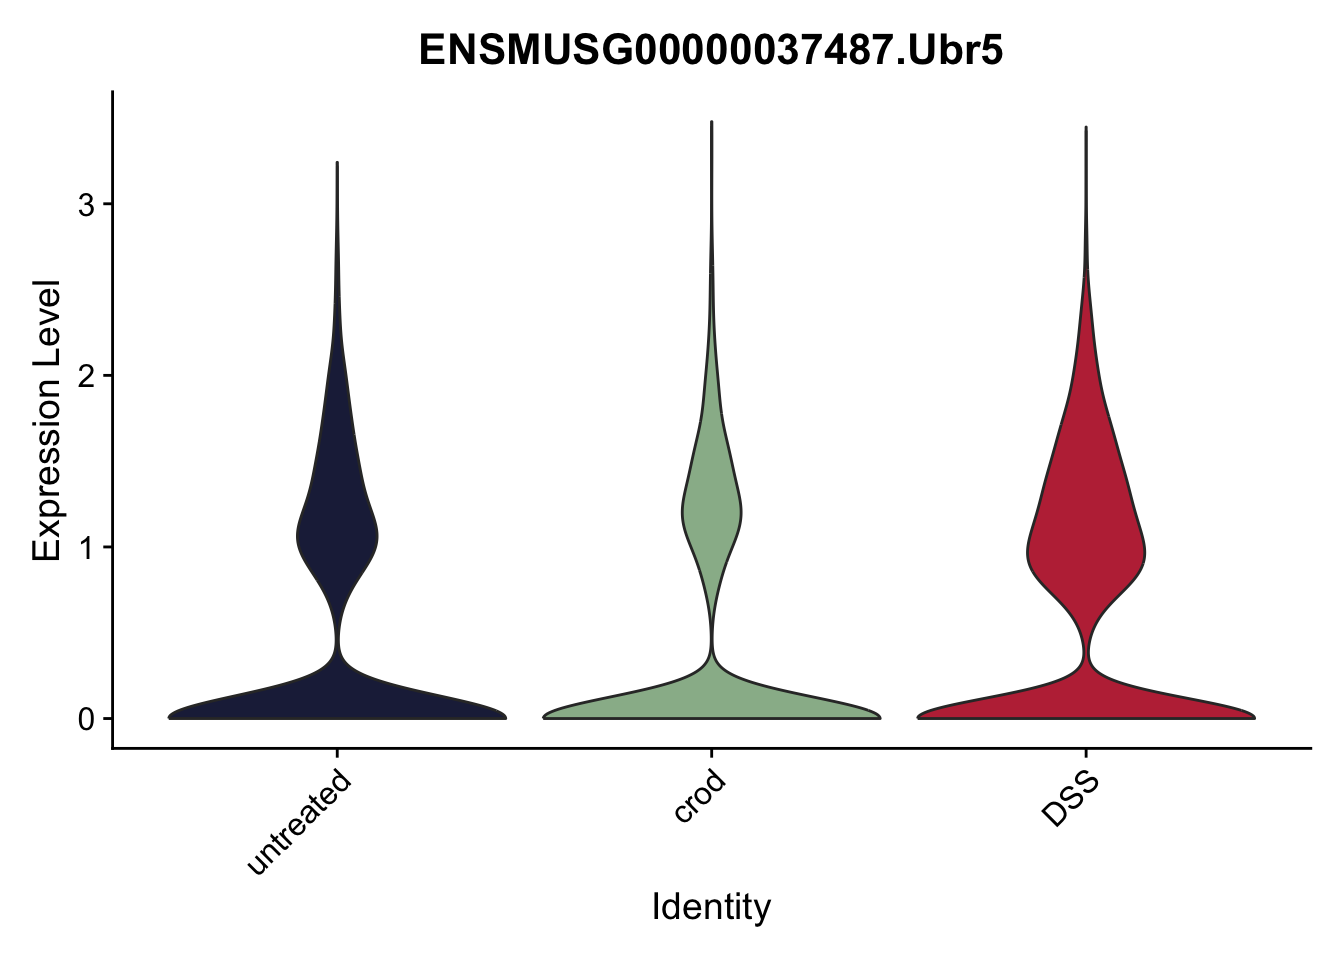 ENSMUSG00000037487.Ubr5
Expression Level
3
2
1
0
untreated
crod
DSS
Identity